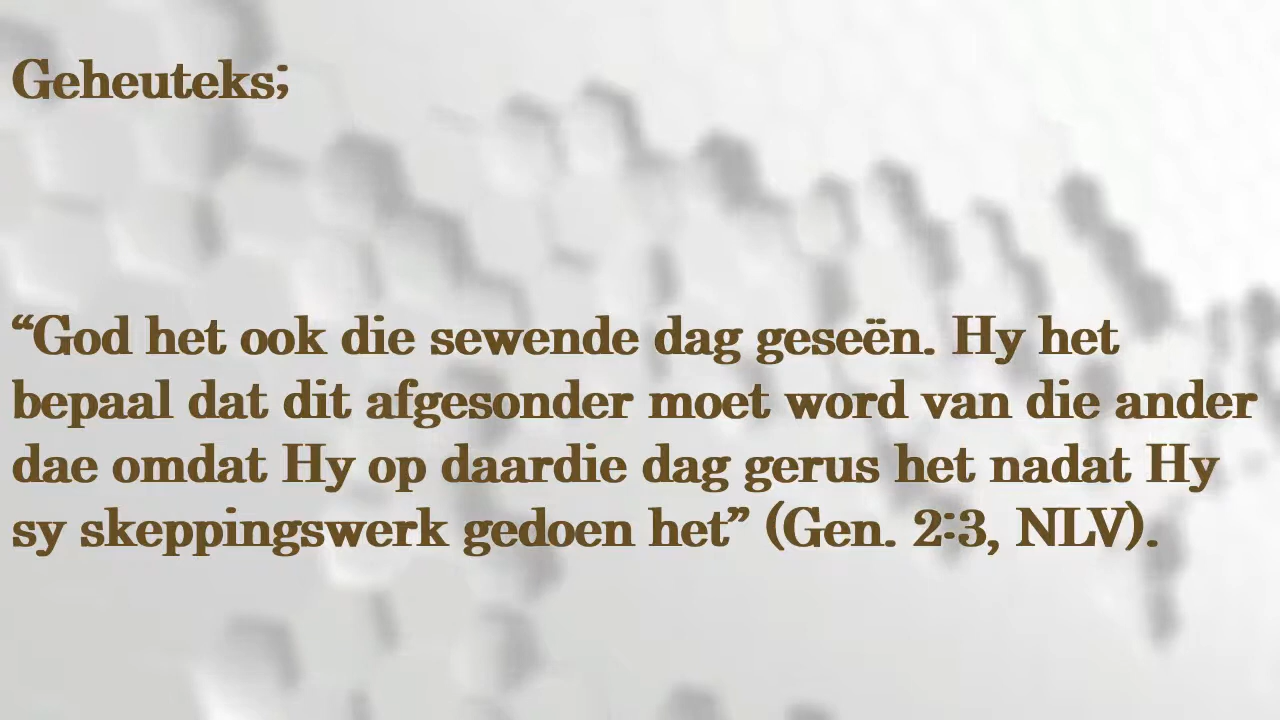 Geheuteks;
“God het ook die sewende dag geseën. Hy het
bepaal dat dit afgesonder moet word van die ander
dae omdat Hy op daardie dag gerus het nadat Hy
sy skeppingswerk gedoen het” (Gen. 2:3, NLV).